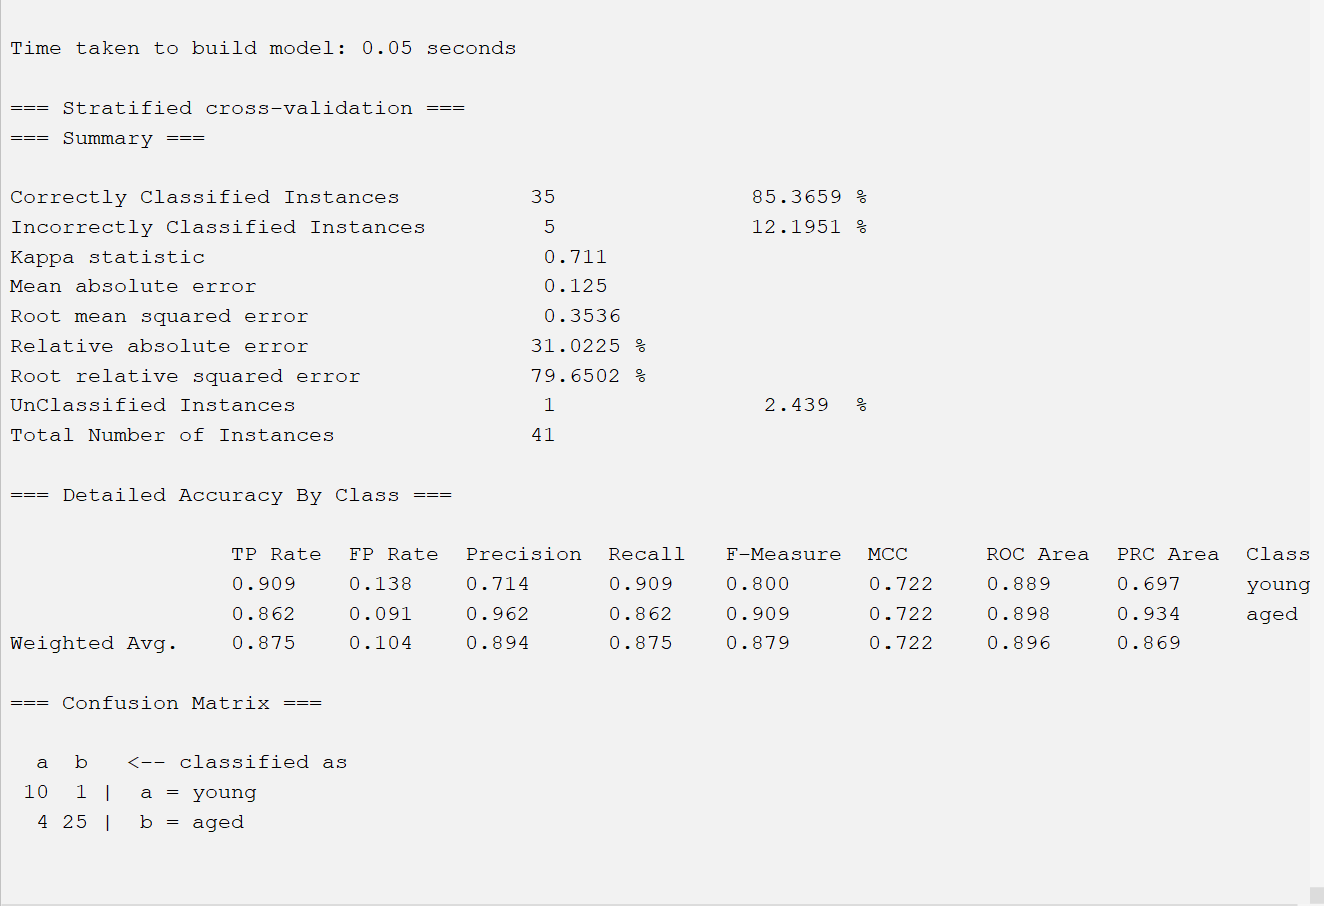 Time taken to build model: 0.05 seconds
=== Stratified cross-validation ===
=== Summary ===
Correctly Classified Instances          35               85.3659 %
Incorrectly Classified Instances         5               12.1951 %
Kappa statistic                          0.711
Mean absolute error                      0.125
Root mean squared error                  0.3536
Relative absolute error                 31.0225 %
Root relative squared error             79.6502 %
UnClassified Instances                   1                2.439  %
Total Number of Instances               41
=== Detailed Accuracy By Class ===
                 TP Rate  FP Rate  Precision  Recall   F-Measure  MCC      ROC Area  PRC Area  Class
                 0.909    0.138    0.714      0.909    0.800      0.722    0.889     0.697     young
                 0.862    0.091    0.962      0.862    0.909      0.722    0.898     0.934     aged
Weighted Avg.    0.875    0.104    0.894      0.875    0.879      0.722    0.896     0.869
=== Confusion Matrix ===
  a  b   <-- classified as
 10  1 |  a = young
  4 25 |  b = aged